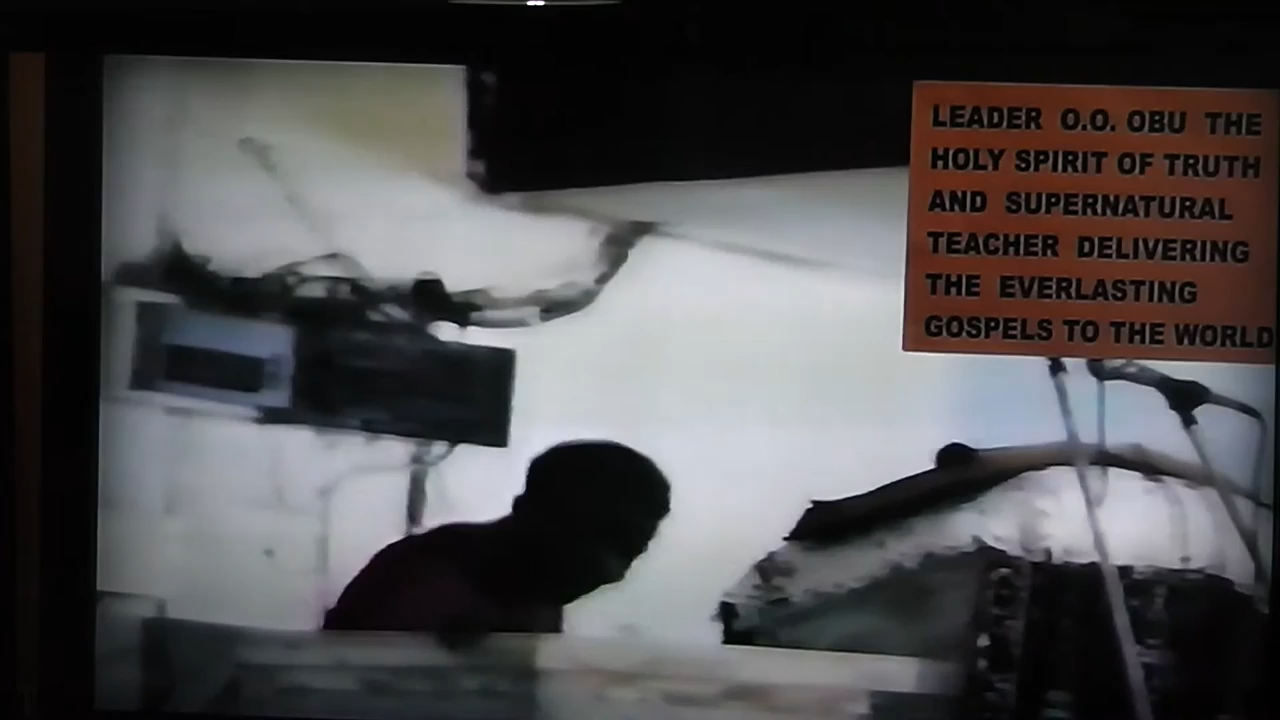 LEADER O.O. OBU THE
HOLY SPIRIT OF TRUTH
AND SUPERNATURAL
TEACHER DELIVERING
THE EVERLASTING
GOSPELS TO THE WORLD